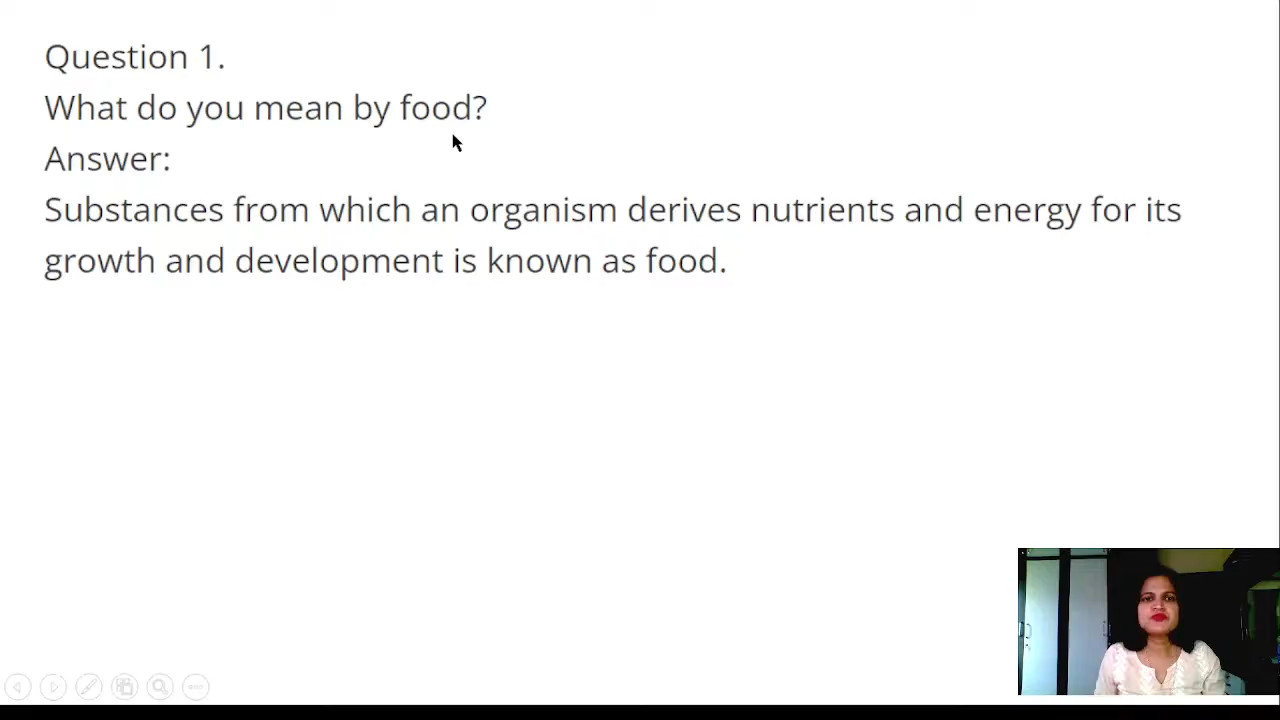 Question 1.
What do you mean by food?
Answer:
Substances from which an organism derives nutrients and energy for its
growth and development is known as food.